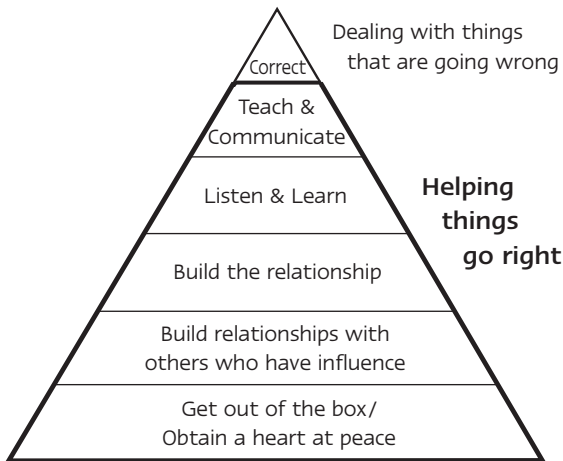 Dealing with things
that are going wrong
Correct
Teach &
Communicate
Helping
things
go right
Listen & Learn
Build the relationship
Build relationships with
others who have influence
Get out of the box/
Obtain a heart at peace